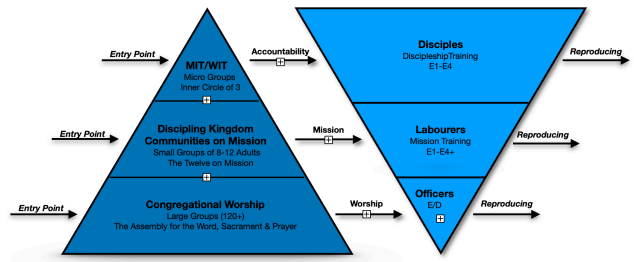 Entry Point
MIT/WIT
Micro Groups
Inner Circle of 3
Accountability
Disciples
DiscipleshipTraining
E1-E4
Reproducing
Entry Point
Discipling Kingdom
Communities on Mission
Small Groups of 8-12 Adults
The Twelve on Mission
Mission
Labourers
Mission Training
E1-E4+
Reproducing
Entry Point
Congregational Worship
Large Groups (120+)
The Assembly for the Word, Sacrament & Prayer
Worship
Officers
E/D
Reproducing